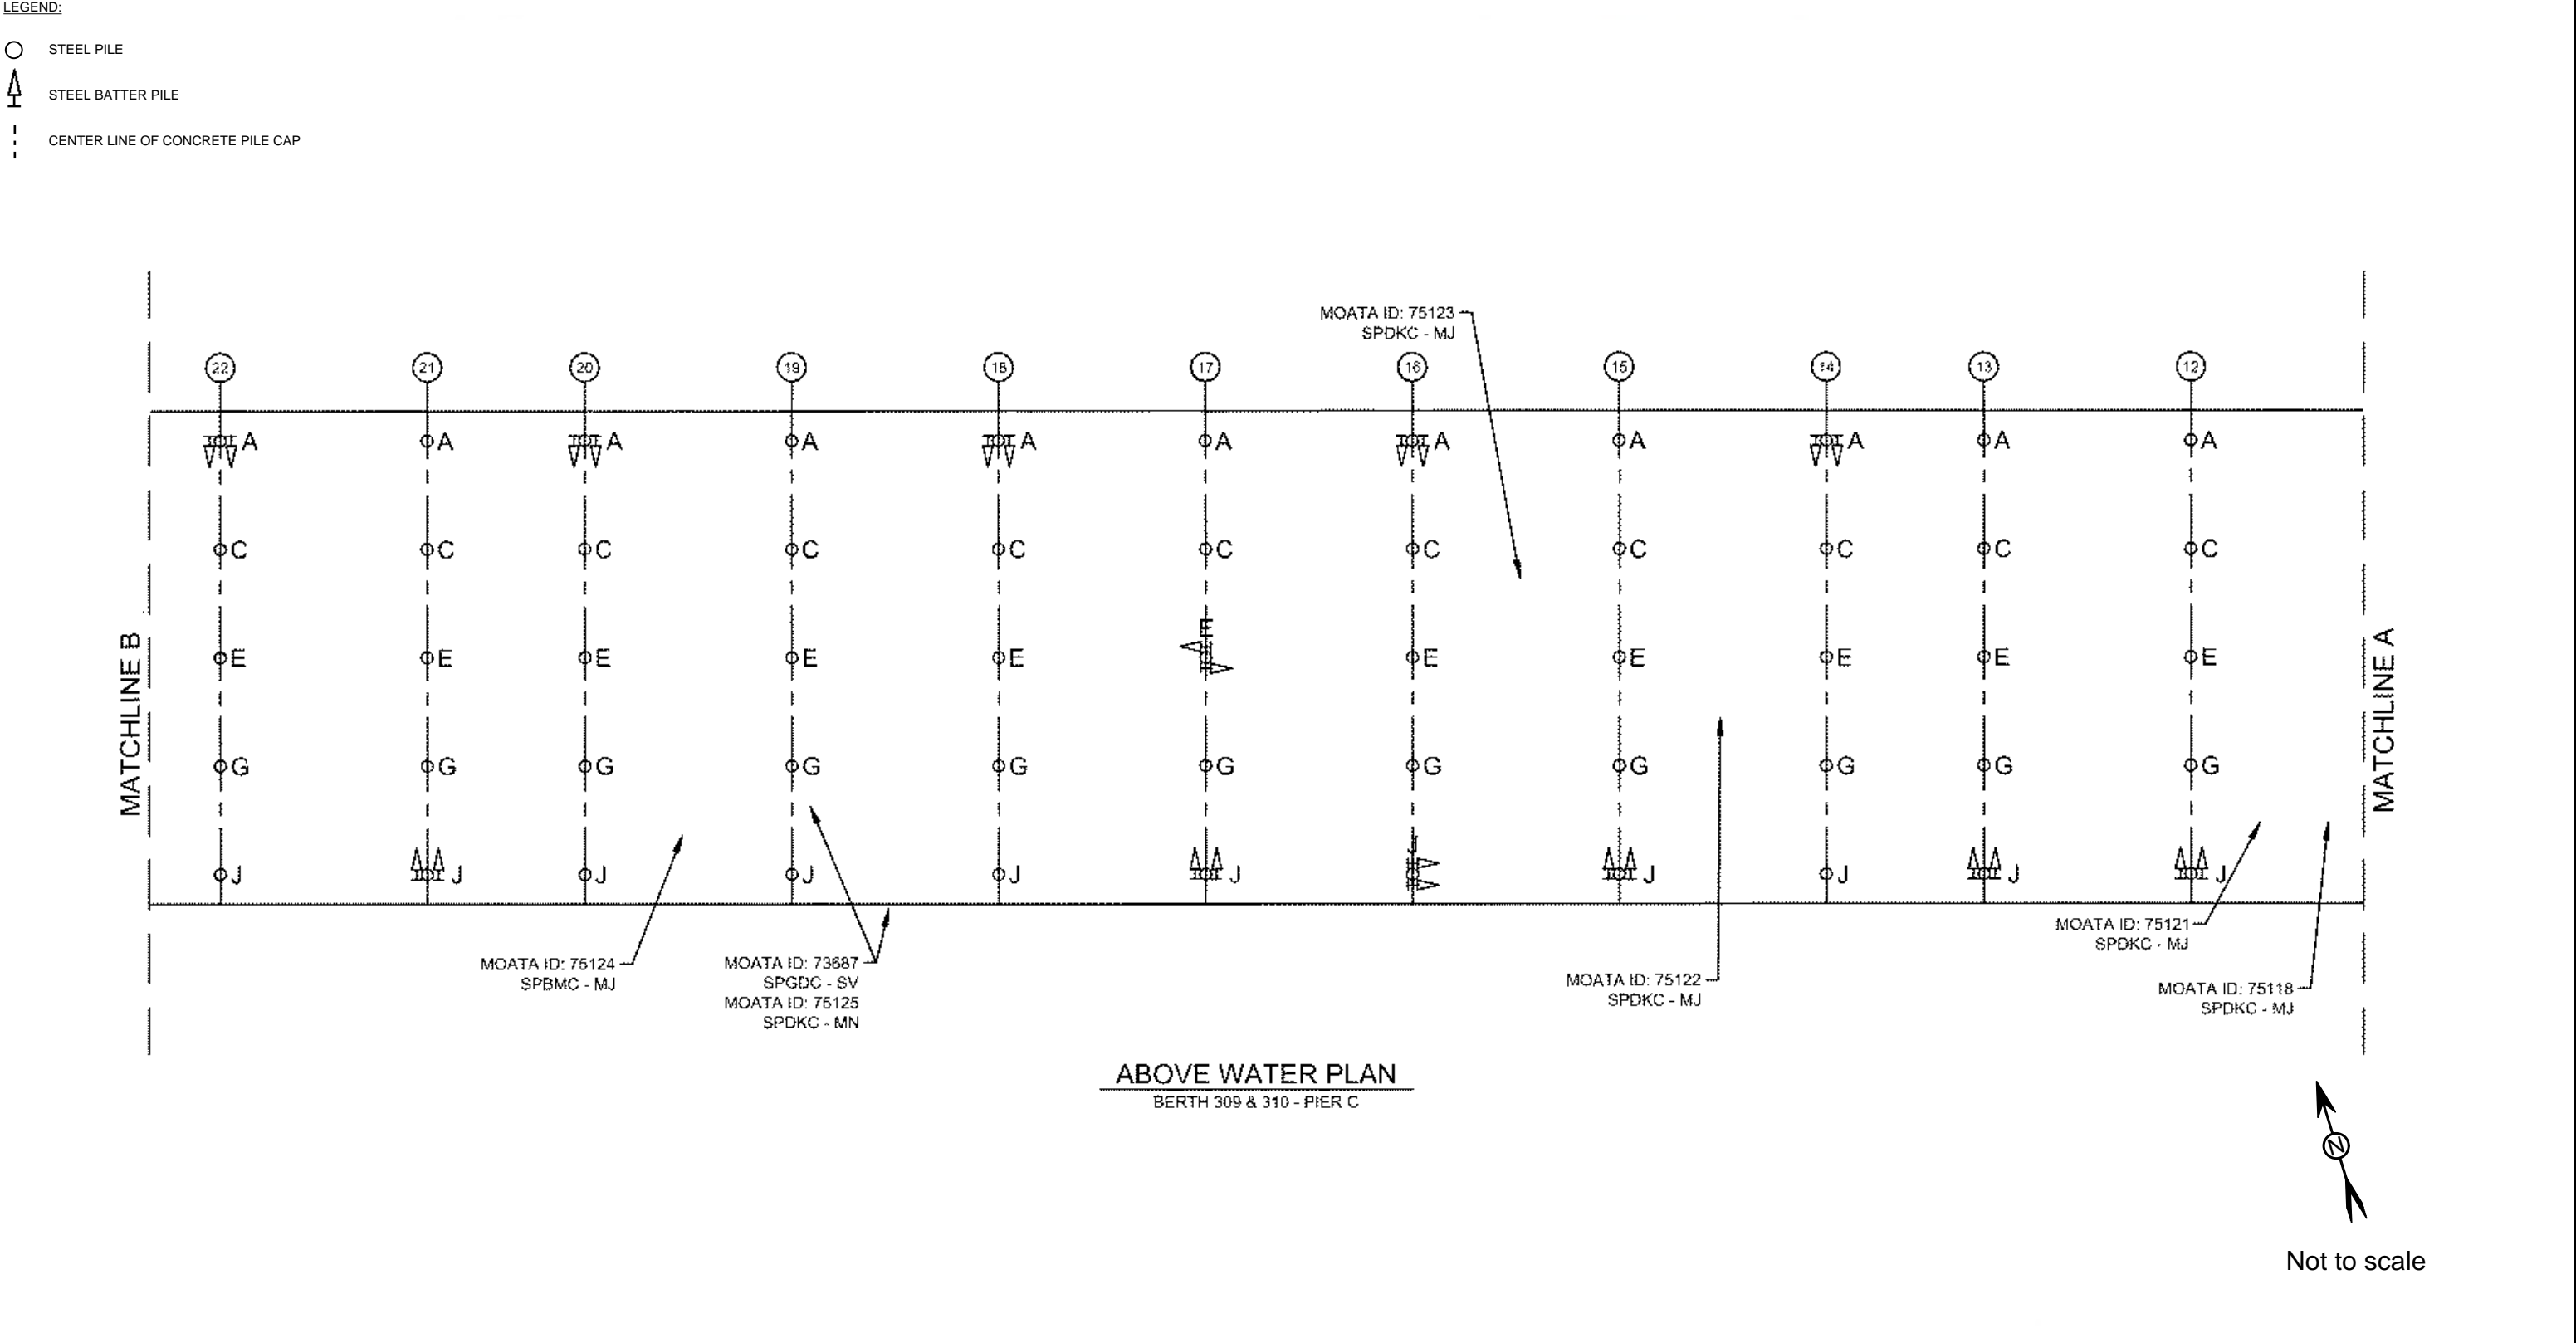 LEGEND:
STEEL PILE
STEEL BATTER PILE
CENTER LINE OF CONCRETE PILE CAP
MOATA ID: 75123
SPDKC - MJ
22 21 20 19 18 17 16 15 14 13 12
A A A A A A A A A A A
C C C C C C C C C C C
E E E E E E E E E E E
G G G G G G G G G G G
J J J J J J J J J J J
MATCHLINE B
MATCHLINE A
MOATA ID: 75124
SPBMC - MJ
MOATA ID: 73687
SPGDC - SV
MOATA ID: 75125
SPDKC - MN
MOATA ID: 75122
SPDKC - MJ
MOATA ID: 75121
SPDKC - MJ
MOATA ID: 75118
SPDKC - MJ
ABOVE WATER PLAN
BERTH 309 & 310 - PIER C
N
Not to scale